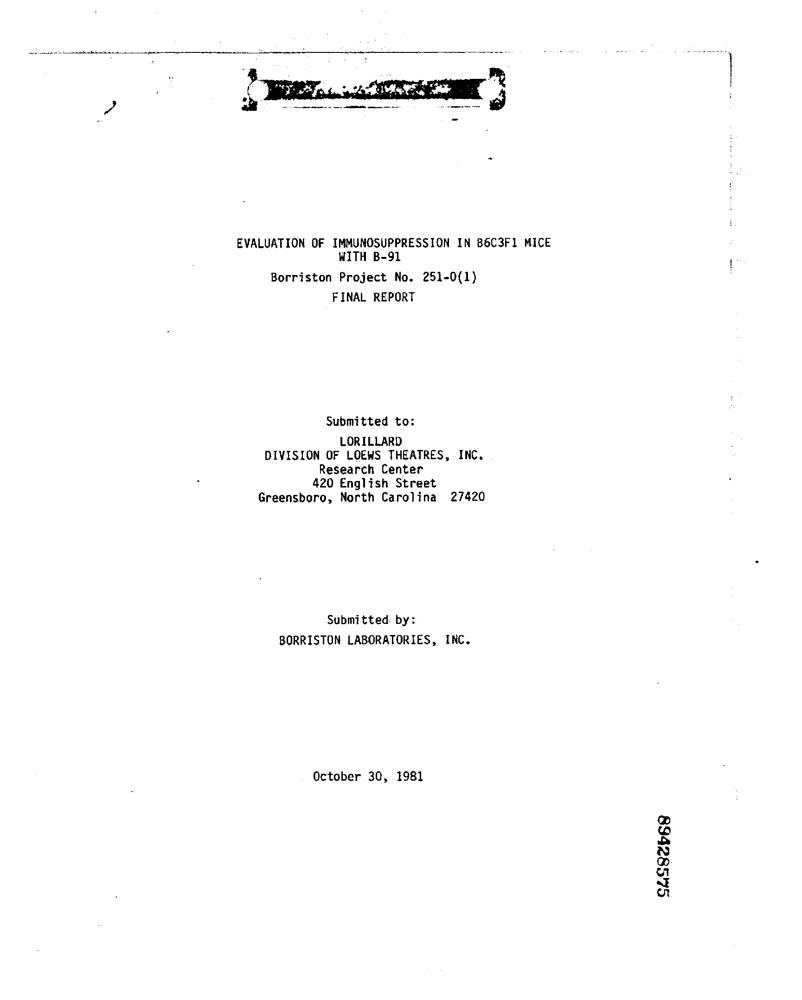 EVALUATION OF IMMUNOSUPPRESSION IN B6C3F1 MICE
WITH B-91
Borriston Project No. 251-0(1)
FINAL REPORT
Submitted to:
LORILLARD
DIVISION OF LOEWS THEATRES, INC.
Research Center
420 English Street
Greensboro, North Carolina 27420
Submitted by:
BORRISTON LABORATORIES, INC.
October 30, 1981
89428575